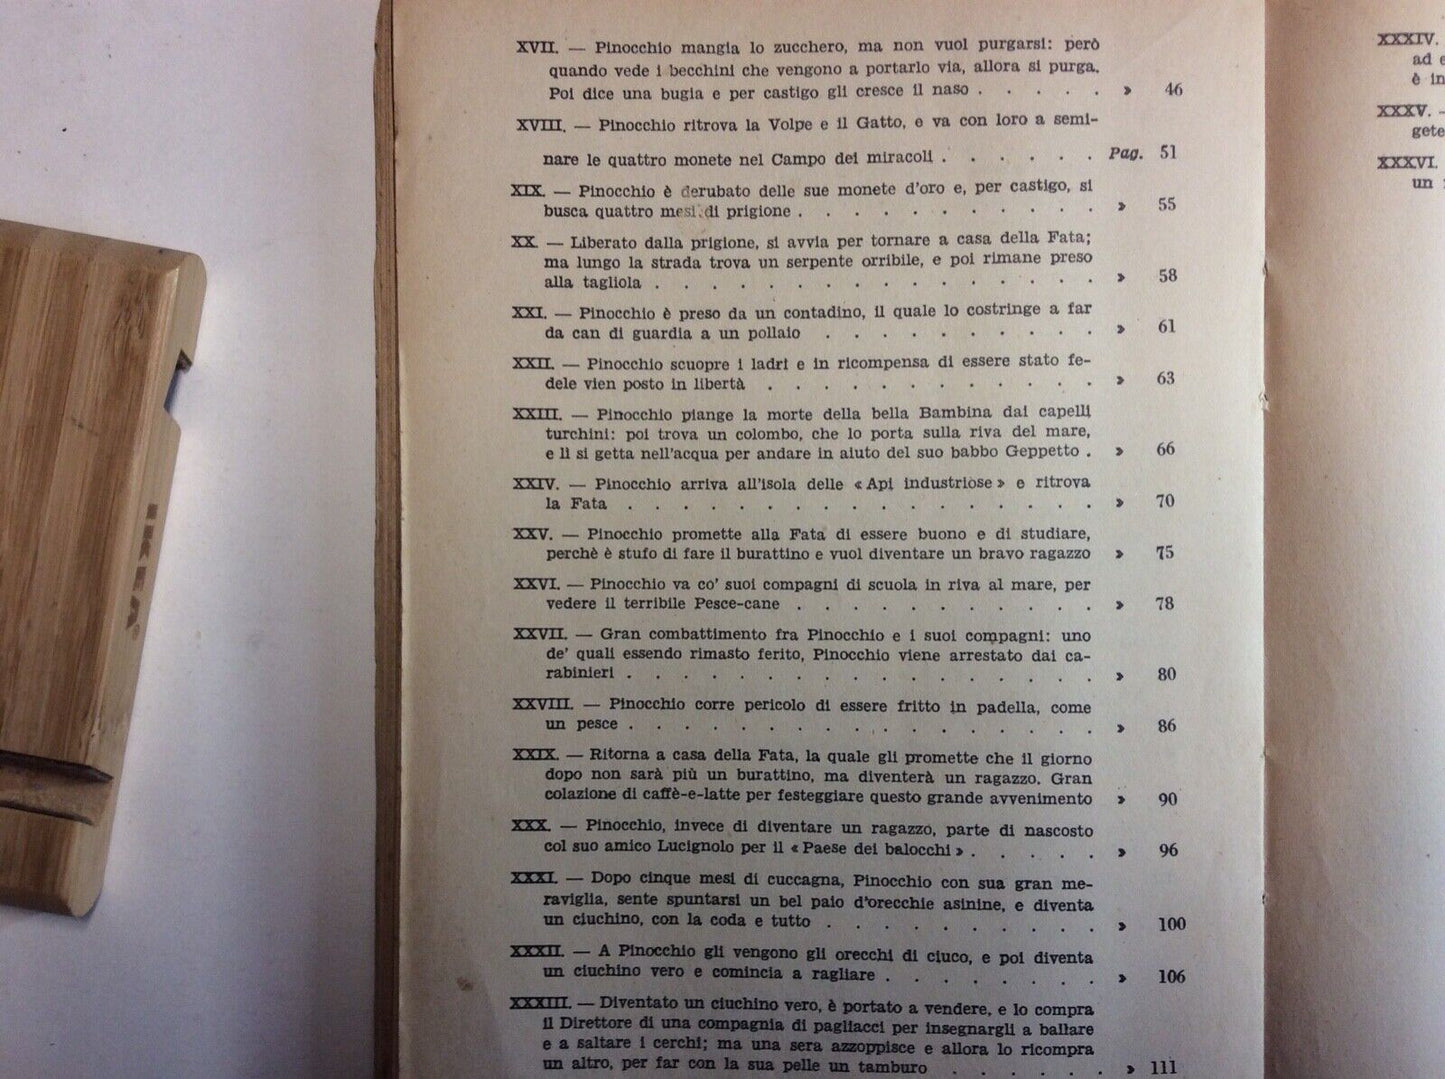 XVII. — Pinocchio mangia lo zucchero, ma non vuol purgarsi: però
quando vede i becchini che vengono a portarlo via, allora si purga.
Poi dice una bugia e per castigo gli cresce il naso . . . . . » 46
XVIII. — Pinocchio ritrova la Volpe e il Gatto, e va con loro a semi-
nare le quattro monete nel Campo dei miracoli . . . . . . Pag. 51
XIX. — Pinocchio è derubato delle sue monete d'oro e, per castigo, si
busca quattro mesi di prigione . . . . . . . . . . . » 55
XX. — Liberato dalla prigione, si avvia per tornare a casa della Fata;
ma lungo la strada trova un serpente orribile, e poi rimane preso
alla tagliola . . . . . . . . . . . . . . . . » 58
XXI. — Pinocchio è preso da un contadino, il quale lo costringe a far
da can di guardia a un pollaio . . . . . . . . . . » 61
XXII. — Pinocchio scuopre i ladri e in ricompensa di essere stato fe-
dele vien posto in libertà . . . . . . . . . . . . » 63
XXIII. — Pinocchio piange la morte della bella Bambina dai capelli
turchini: poi trova un colombo, che lo porta sulla riva del mare,
e lì si getta nell'acqua per andare in aiuto del suo babbo Geppetto . » 66
XXIV. — Pinocchio arriva all'isola delle « Api industriose » e ritrova
la Fata . . . . . . . . . . . . . . . . . » 70
XXV. — Pinocchio promette alla Fata di essere buono e di studiare,
perchè è stufo di fare il burattino e vuol diventare un bravo ragazzo » 75
XXVI. — Pinocchio va co' suoi compagni di scuola in riva al mare, per
vedere il terribile Pesce-cane . . . . . . . . . . . » 78
XXVII. — Gran combattimento fra Pinocchio e i suoi compagni: uno
de' quali essendo rimasto ferito, Pinocchio viene arrestato dai ca-
rabinieri . . . . . . . . . . . . . . . . . » 80
XXVIII. — Pinocchio corre pericolo di essere fritto in padella, come
un pesce . . . . . . . . . . . . . . . . . » 86
XXIX. — Ritorna a casa della Fata, la quale gli promette che il giorno
dopo non sarà più un burattino, ma diventerà un ragazzo. Gran
colazione di caffè-e-latte per festeggiare questo grande avvenimento » 90
XXX. — Pinocchio, invece di diventare un ragazzo, parte di nascosto
col suo amico Lucignolo per il « Paese dei balocchi » . . . . . » 96
XXXI. — Dopo cinque mesi di cuccagna, Pinocchio con sua gran me-
raviglia, sente spuntarsi un bel paio d'orecchie asinine, e diventa
un ciuchino, con la coda e tutto . . . . . . . . . . » 100
XXXII. — A Pinocchio gli vengono gli orecchi di ciuco, e poi diventa
un ciuchino vero e comincia a ragliare . . . . . . . . » 106
XXXIII. — Diventato un ciuchino vero, è portato a vendere, e lo compra
il Direttore di una compagnia di pagliacci per insegnargli a ballare
e a saltare i cerchi; ma una sera azzoppisce e allora lo ricompra
un altro, per far con la sua pelle un tamburo . . . . . . » 111
XXXIV.
ad
è in
XXXV. —
gete
XXXVI.
un
IKEA®